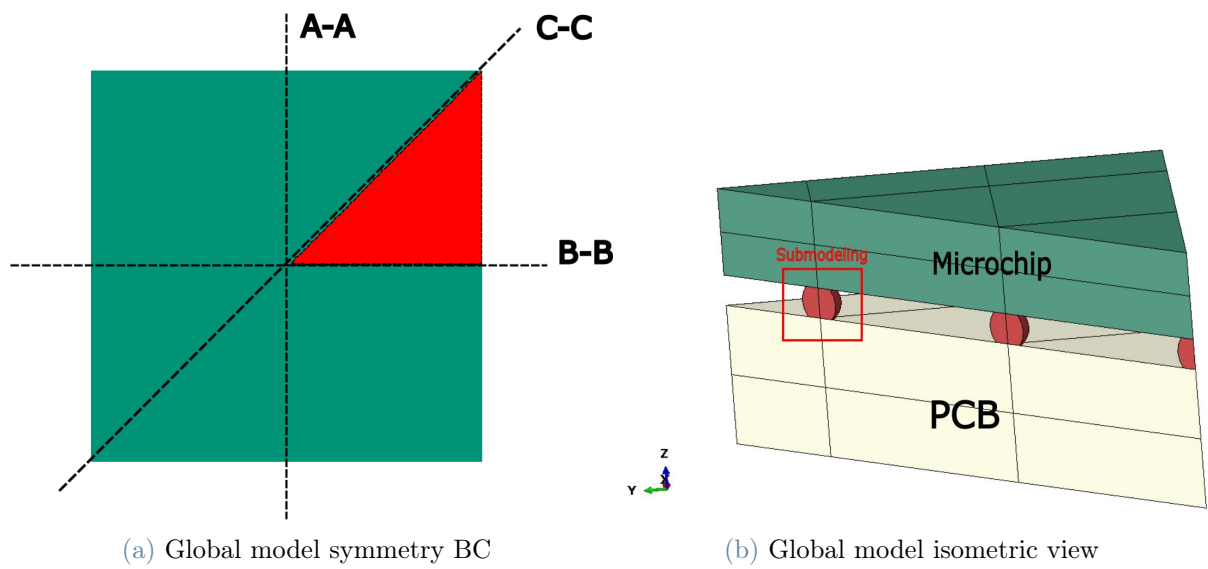 A-A
C-C
B-B
Submodeling
Microchip
PCB
Z
X
Y
(a) Global model symmetry BC
(b) Global model isometric view